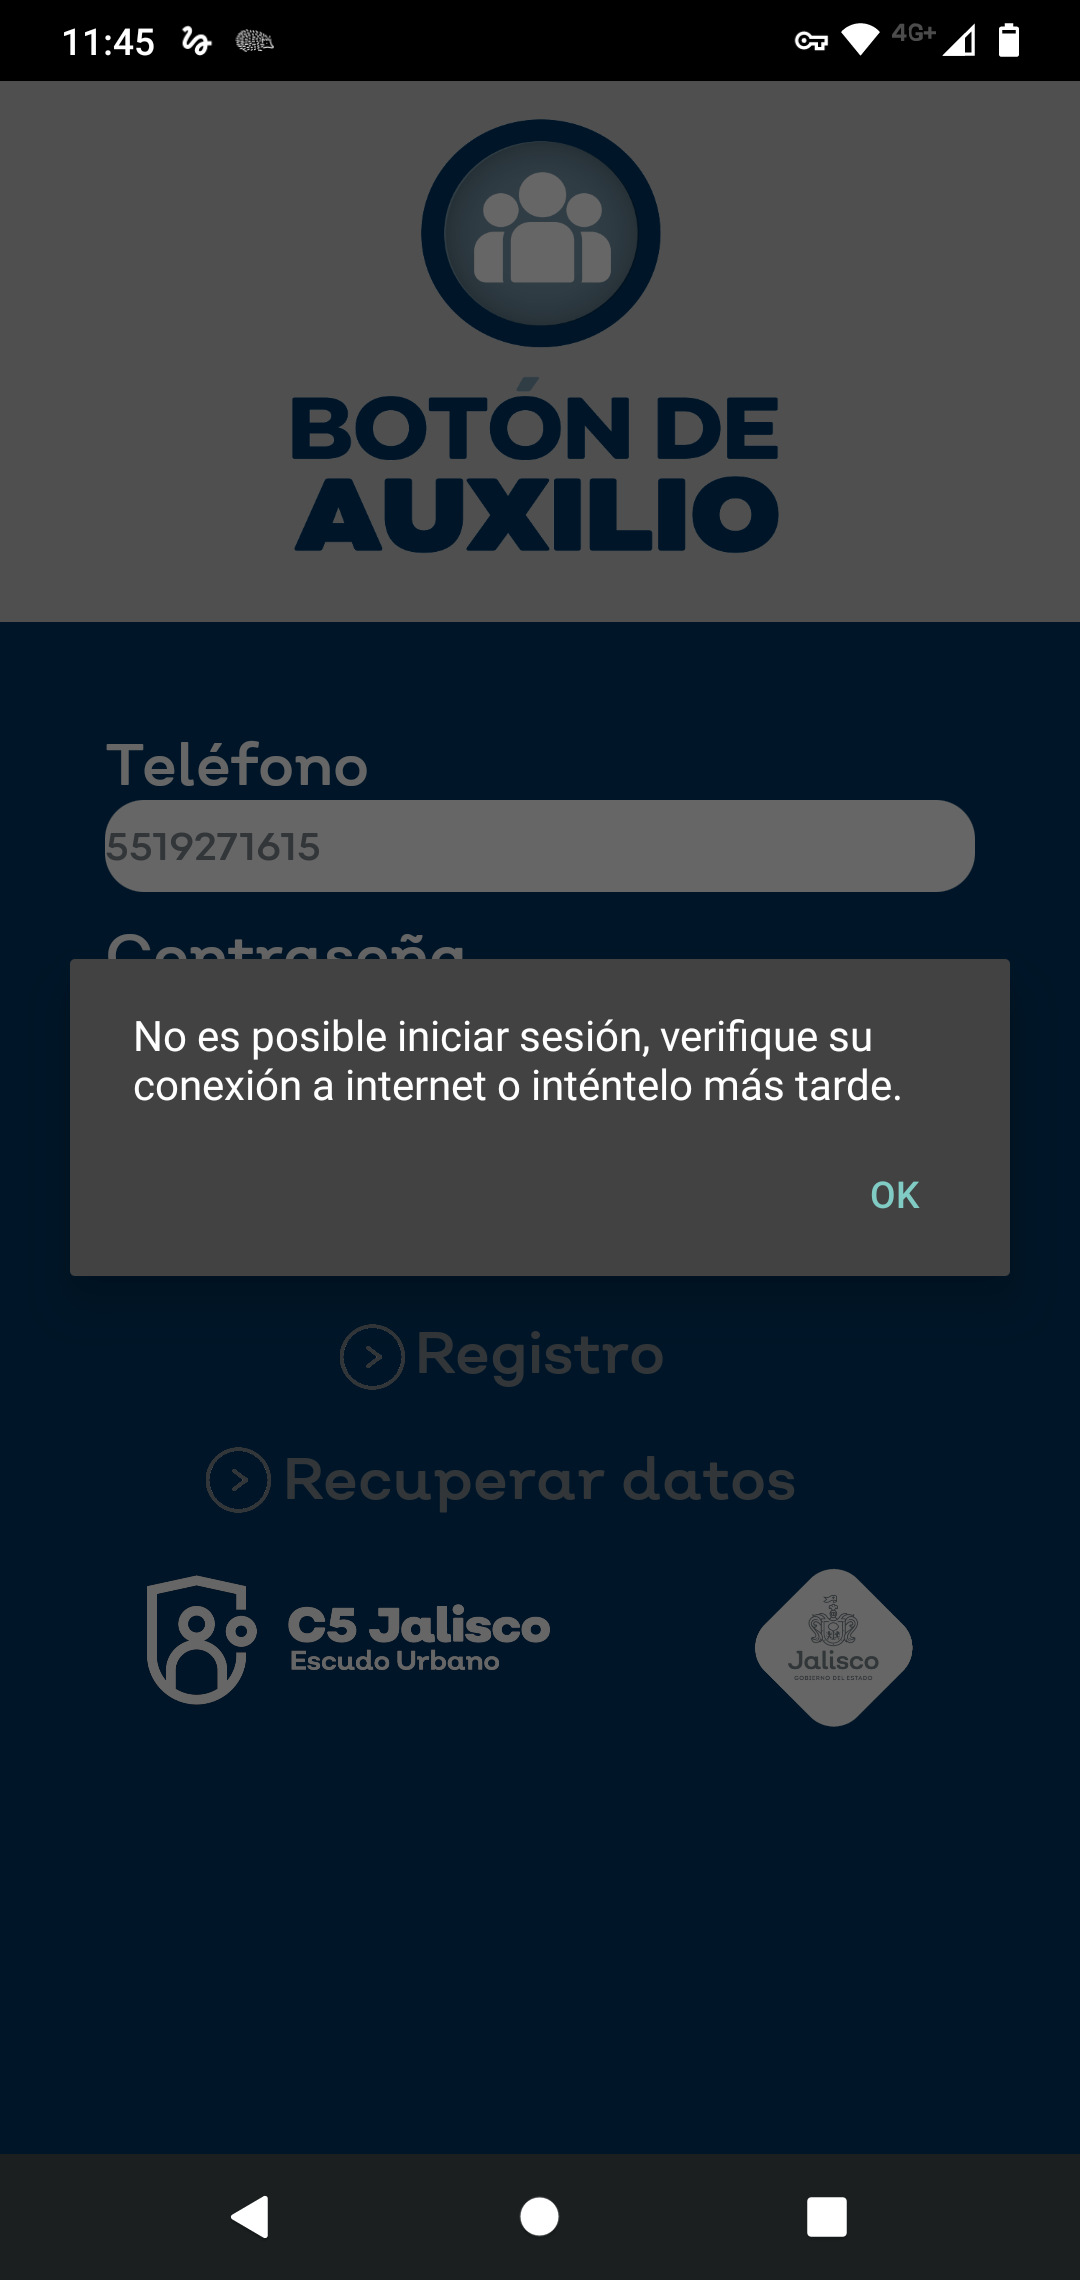 11:45
4G+
BOTÓN DE
AUXILIO
Teléfono
5519271615
Contraseña
No es posible iniciar sesión, verifique su
conexión a internet o inténtelo más tarde.
OK
Registro
Recuperar datos
C5 Jalisco
Escudo Urbano
Jalisco
GOBIERNO DEL ESTADO